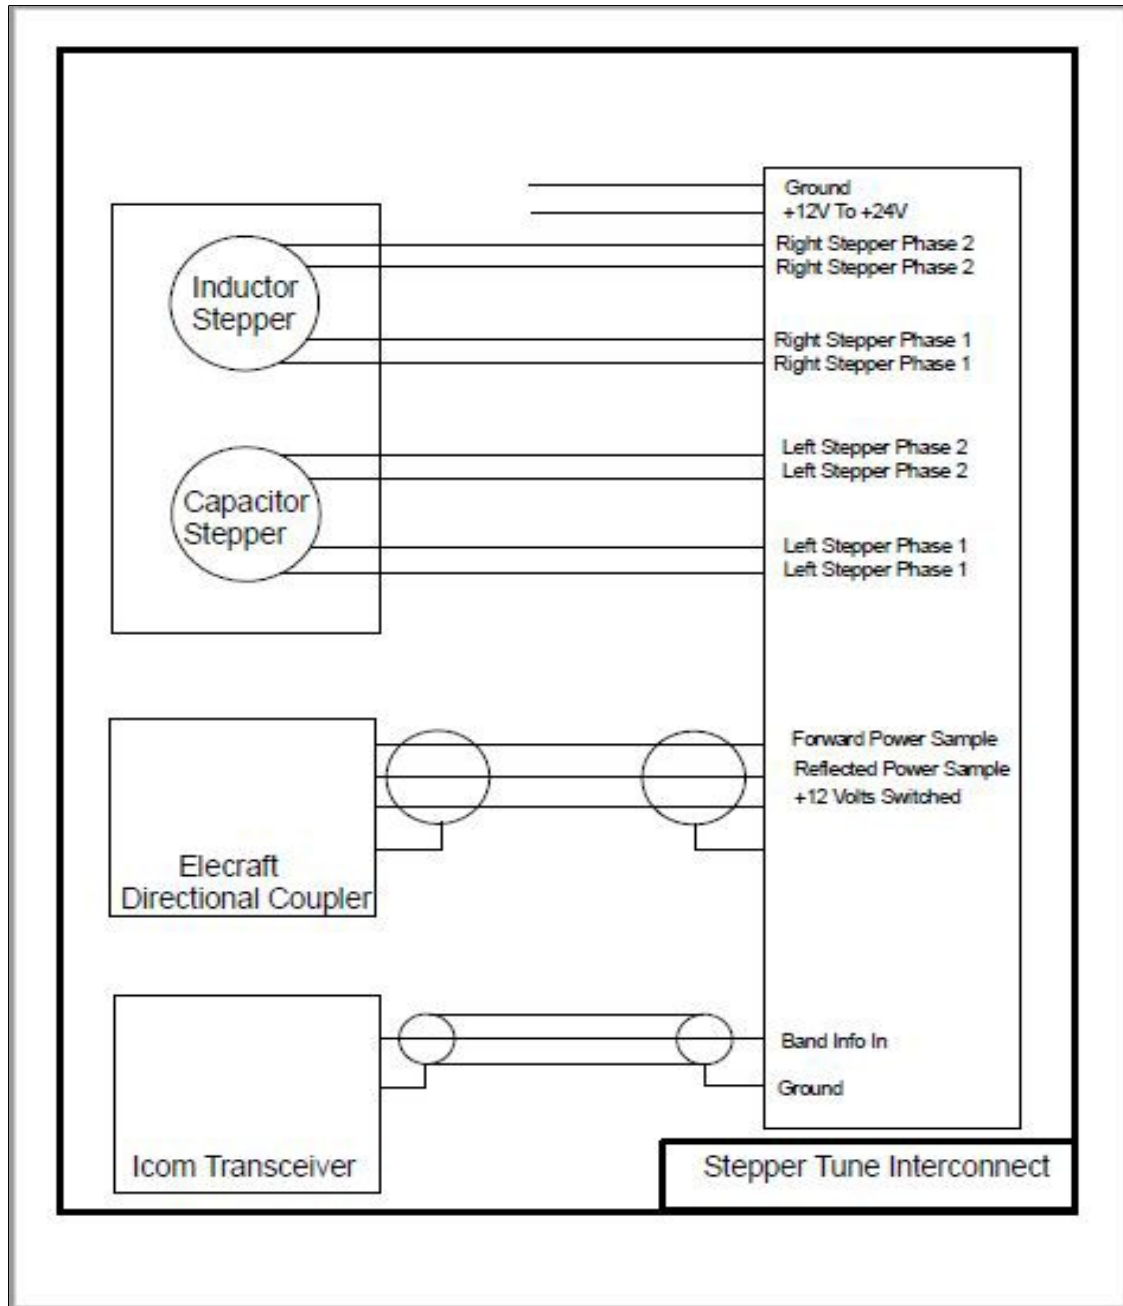 Ground
+12V To +24V
Right Stepper Phase 2
Right Stepper Phase 2
Inductor
Stepper
Right Stepper Phase 1
Right Stepper Phase 1
Left Stepper Phase 2
Left Stepper Phase 2
Capacitor
Stepper
Left Stepper Phase 1
Left Stepper Phase 1
Forward Power Sample
Reflected Power Sample
+12 Volts Switched
Elecraft
Directional Coupler
Band Info In
Ground
Icom Transceiver
Stepper Tune Interconnect